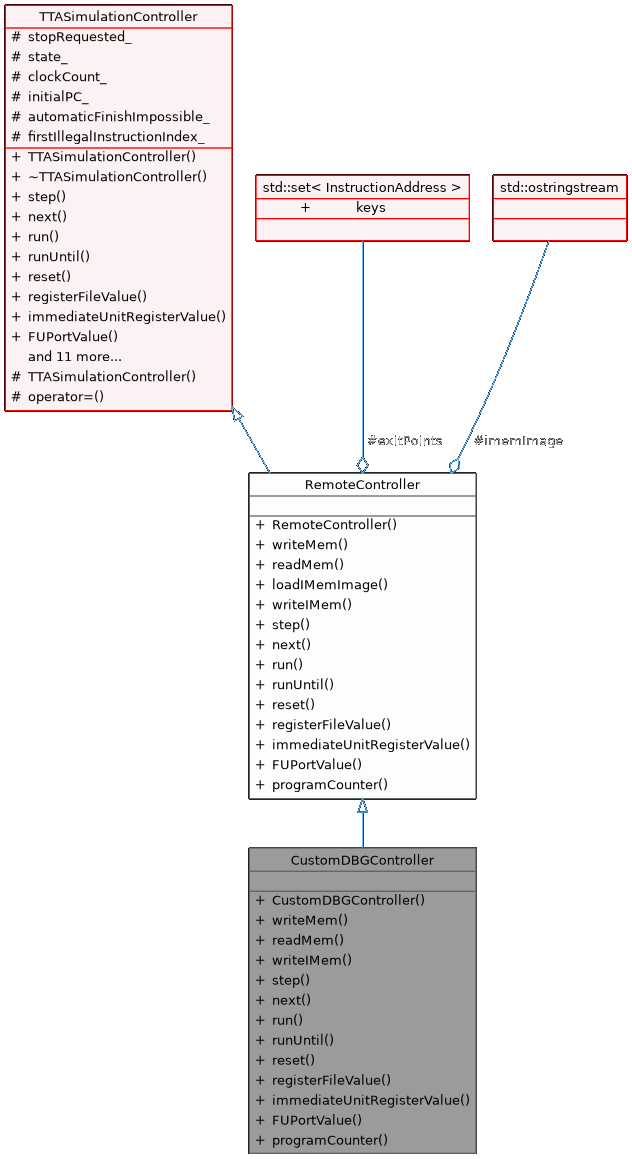 TTASimulationController
# stopRequested_
# state_
# clockCount_
# initialPC_
# automaticFinishImpossible_
# firstIllegalInstructionIndex_
+ TTASimulationController()
+ ~TTASimulationController()
+ step()
+ next()
+ run()
+ runUntil()
+ reset()
+ registerFileValue()
+ immediateUnitRegisterValue()
+ FUPortValue()
and 11 more...
# TTASimulationController()
# operator=()
std::set< InstructionAddress >
+ keys
std::ostringstream
#exitPoints
#imemImage
RemoteController
+ RemoteController()
+ writeMem()
+ readMem()
+ loadIMemImage()
+ writeIMem()
+ step()
+ next()
+ run()
+ runUntil()
+ reset()
+ registerFileValue()
+ immediateUnitRegisterValue()
+ FUPortValue()
+ programCounter()
CustomDBGController
+ CustomDBGController()
+ writeMem()
+ readMem()
+ writeIMem()
+ step()
+ next()
+ run()
+ runUntil()
+ reset()
+ registerFileValue()
+ immediateUnitRegisterValue()
+ FUPortValue()
+ programCounter()